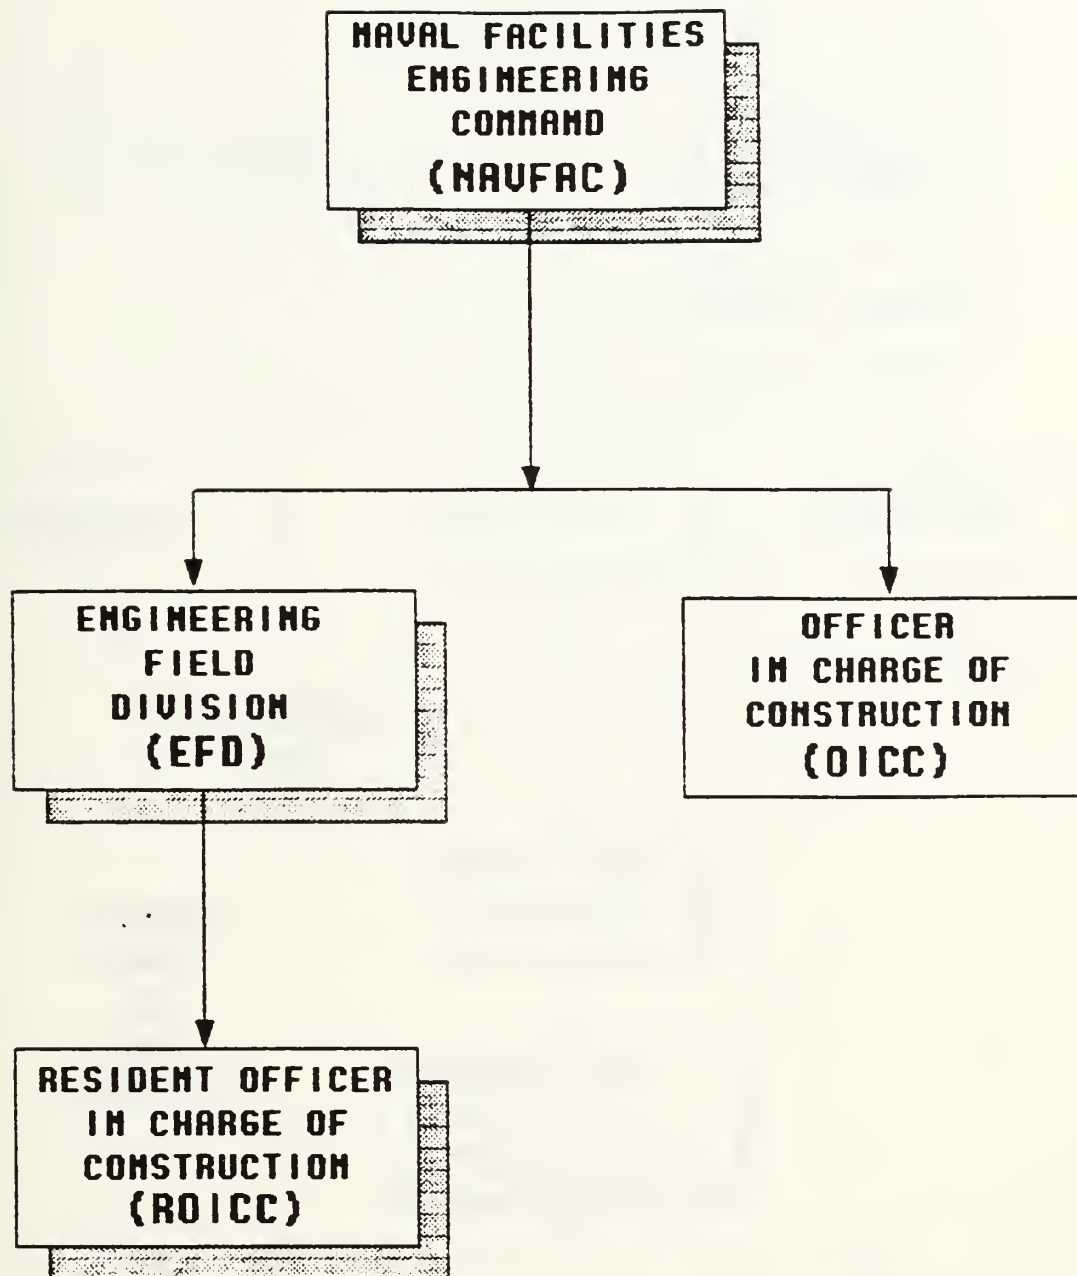 NAVAL FACILITIES
ENGINEERING
COMMAND
(NAVFAC)
ENGINEERING
FIELD
DIVISION
(EFD)
OFFICER
IN CHARGE OF
CONSTRUCTION
(OICC)
RESIDENT OFFICER
IN CHARGE OF
CONSTRUCTION
(ROICC)